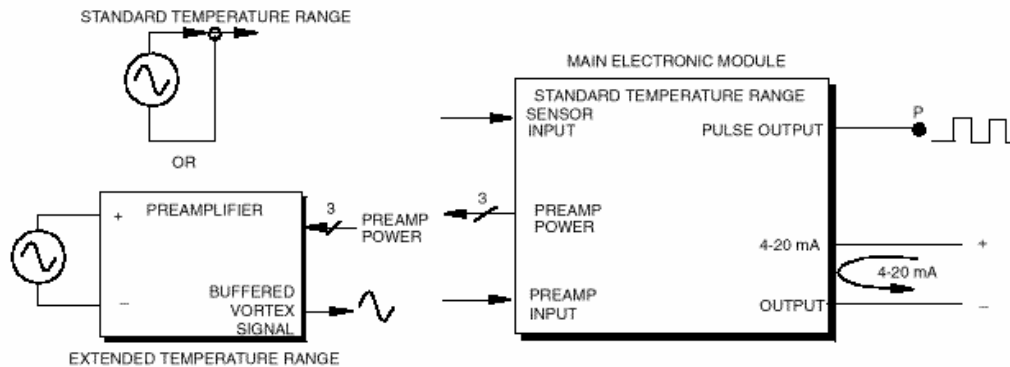 STANDARD TEMPERATURE RANGE
OR
PREAMPLIFIER
+
–
BUFFERED
VORTEX
SIGNAL
EXTENDED TEMPERATURE RANGE
3
PREAMP
POWER
MAIN ELECTRONIC MODULE
STANDARD TEMPERATURE RANGE
SENSOR
INPUT
PULSE OUTPUT
P
3
PREAMP
POWER
4-20 mA
+
4-20 mA
PREAMP
INPUT
OUTPUT
–